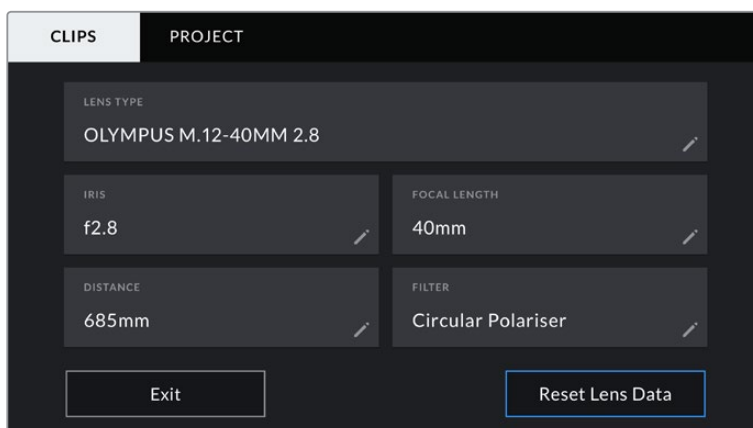 CLIPS PROJECT
LENS TYPE
OLYMPUS M.12-40MM 2.8
IRIS
f2.8
FOCAL LENGTH
40mm
DISTANCE
685mm
FILTER
Circular Polariser
Exit
Reset Lens Data